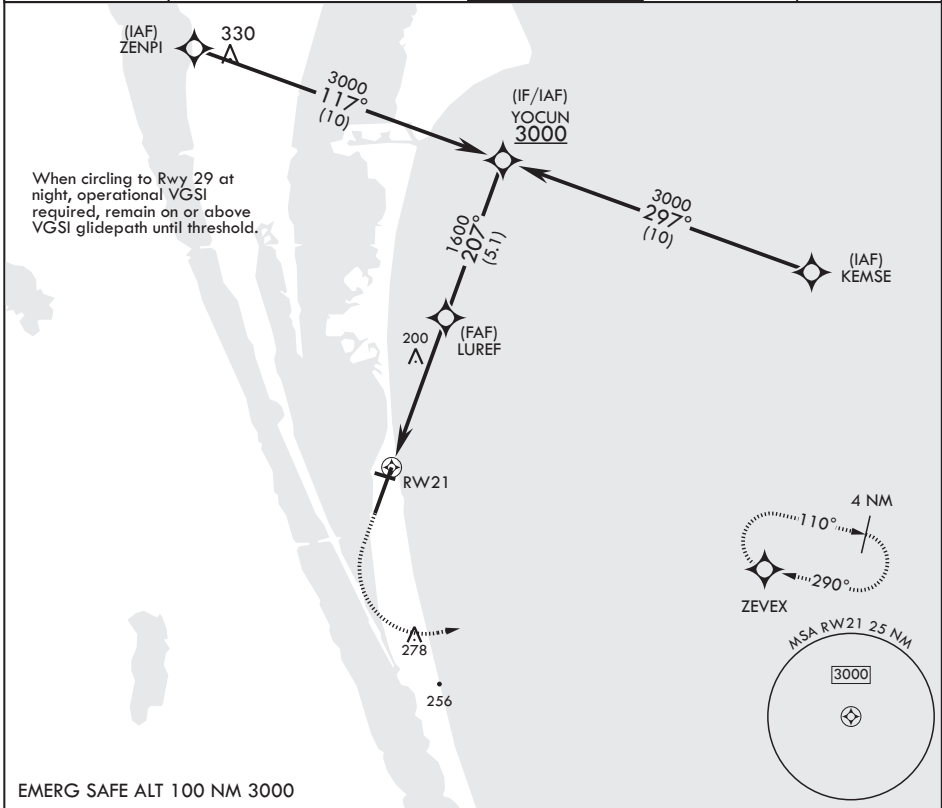 (IAF)
ZENPI
330
3000
117°
(10)
(IF/IAF)
YOCUN
3000
When circling to Rwy 29 at
night, operational VGSI
required, remain on or above
VGSI glidepath until threshold.
3000
297°
(10)
(IAF)
KEMSE
1600
207°
(5.1)
(FAF)
LUREF
200
RW21
4 NM
110°
290°
ZEVEX
278
256
MSA RW21 25 NM
3000
EMERG SAFE ALT 100 NM 3000